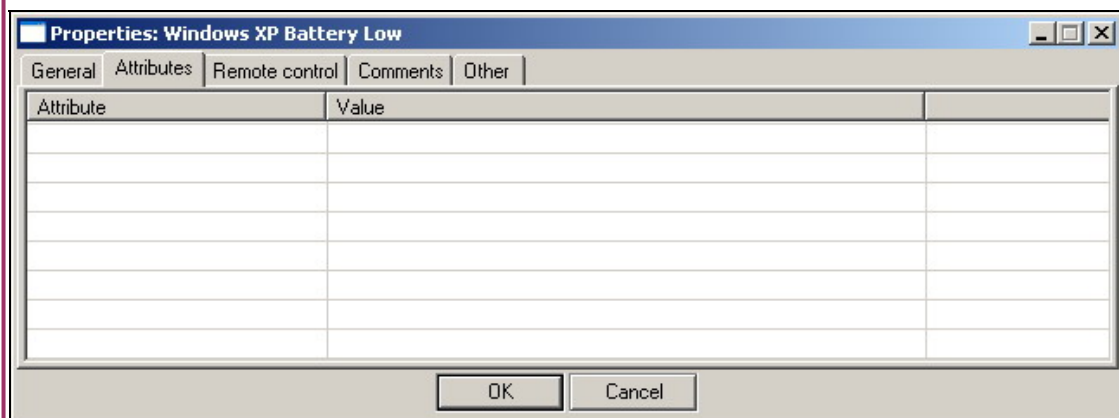 Properties: Windows XP Battery Low
General Attributes Remote control Comments Other
Attribute Value
OK Cancel